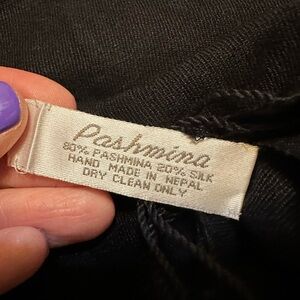 Pashmina
80% PASHMINA 20% SILK
HAND MADE IN NEPAL
DRY CLEAN ONLY